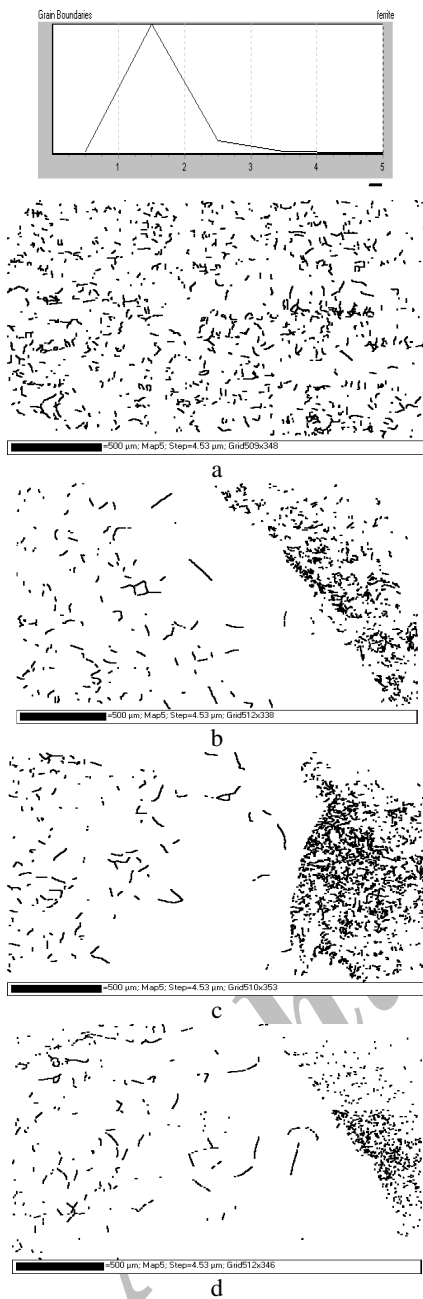 Grain Boundaries ferrite
1 2 3 4 5
=500 µm; Map5; Step=4.53 µm; Grid509x348
a
=500 µm; Map5; Step=4.53 µm; Grid512x338
b
=500 µm; Map5; Step=4.53 µm; Grid510x353
c
=500 µm; Map5; Step=4.53 µm; Grid512x346
d